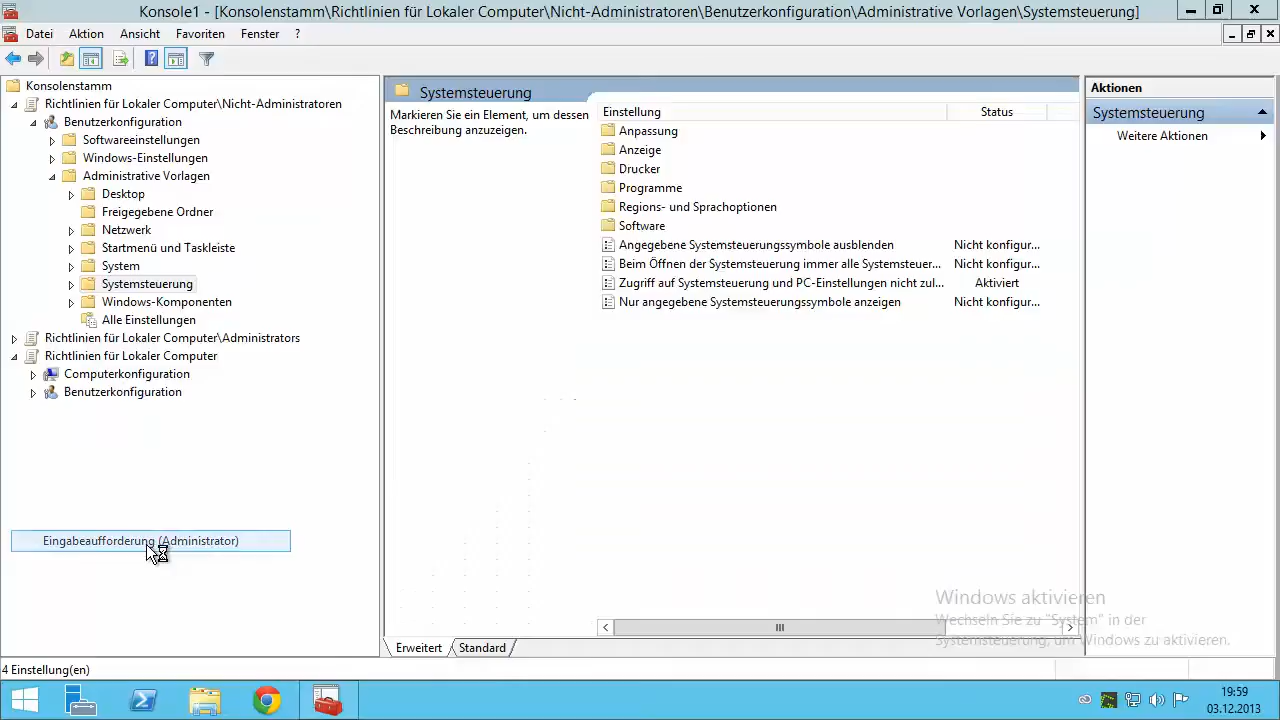 Konsole1 - [Konsolenstamm\Richtlinien für Lokaler Computer\Nicht-Administratoren\Benutzerkonfiguration\Administrative Vorlagen\Systemsteuerung]
Datei Aktion Ansicht Favoriten Fenster ?
Konsolenstamm
Richtlinien für Lokaler Computer\Nicht-Administratoren
Benutzerkonfiguration
Softwareeinstellungen
Windows-Einstellungen
Administrative Vorlagen
Desktop
Freigegebene Ordner
Netzwerk
Startmenü und Taskleiste
System
Systemsteuerung
Windows-Komponenten
Alle Einstellungen
Richtlinien für Lokaler Computer\Administrators
Richtlinien für Lokaler Computer
Computerkonfiguration
Benutzerkonfiguration
Eingabeaufforderung (Administrator)
Systemsteuerung
Markieren Sie ein Element, um dessen
Beschreibung anzuzeigen.
Einstellung Status
Anpassung
Anzeige
Drucker
Programme
Regions- und Sprachoptionen
Software
Angegebene Systemsteuerungssymbole ausblenden Nicht konfigur...
Beim Öffnen der Systemsteuerung immer alle Systemsteuer... Nicht konfigur...
Zugriff auf Systemsteuerung und PC-Einstellungen nicht zul... Aktiviert
Nur angegebene Systemsteuerungssymbole anzeigen Nicht konfigur...
Erweitert Standard
Aktionen
Systemsteuerung
Weitere Aktionen
Windows aktivieren
Wechseln Sie zu "System" in der
Systemsteuerung, um Windows zu aktivieren.
4 Einstellung(en)
19:59
03.12.2013